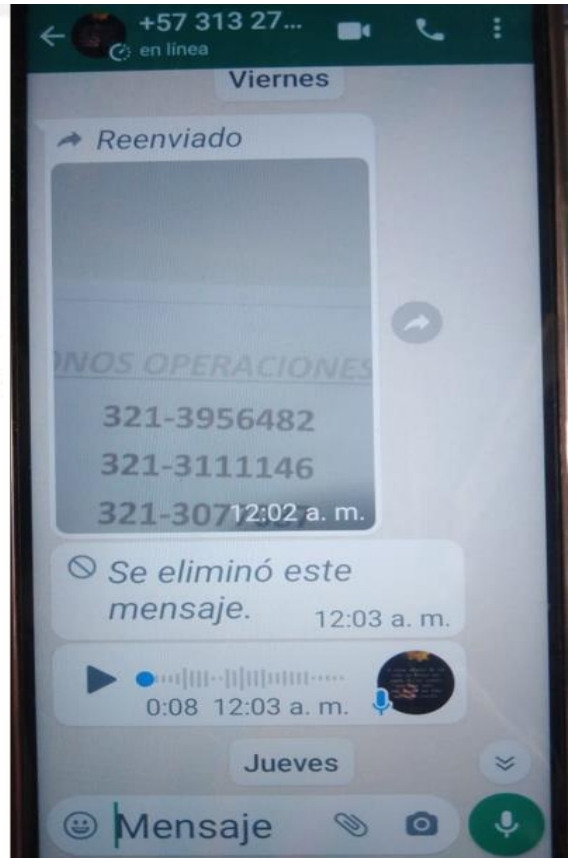 +57 313 27...
en línea
Viernes
Reenviado
NOS OPERACIONES
321-3956482
321-3111146
12:02 a. m.
Se eliminó este
mensaje.
12:03 a. m.
0:08 12:03 a. m.
Jueves
Mensaje